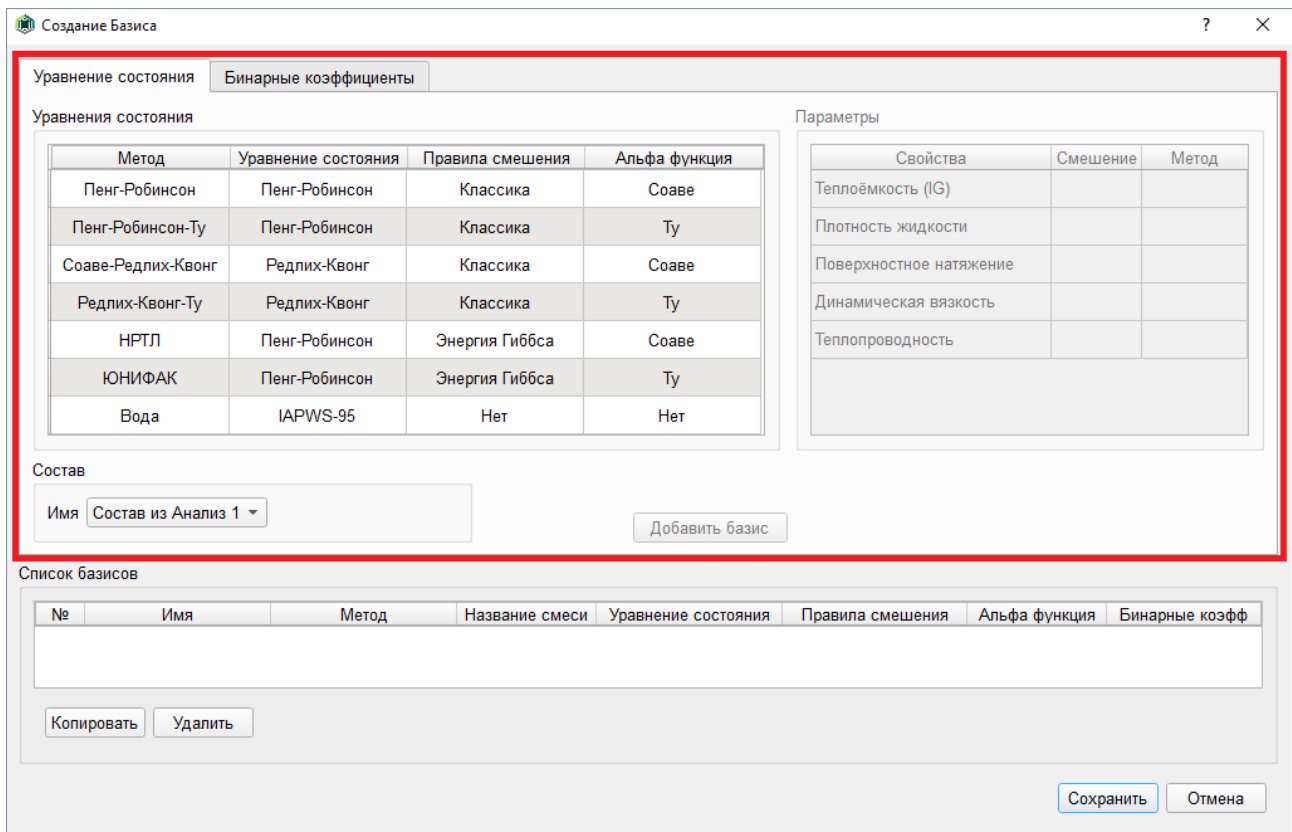 Создание Базиса ? ×
Уравнение состояния Бинарные коэффициенты
Уравнения состояния Параметры
Метод Уравнение состояния Правила смешения Альфа функция Свойства Смешение Метод
Пенг-Робинсон Пенг-Робинсон Классика Соаве Теплоёмкость (IG)
Пенг-Робинсон-Ту Пенг-Робинсон Классика Ту Плотность жидкости
Соаве-Редлих-Квонг Редлих-Квонг Классика Соаве Поверхностное натяжение
Редлих-Квонг-Ту Редлих-Квонг Классика Ту Динамическая вязкость
НРТЛ Пенг-Робинсон Энергия Гиббса Соаве Теплопроводность
ЮНИФАК Пенг-Робинсон Энергия Гиббса Ту
Вода IAPWS-95 Нет Нет
Состав
Имя Состав из Анализ 1
Добавить базис
Список базисов
№ Имя Метод Название смеси Уравнение состояния Правила смешения Альфа функция Бинарные коэфф
Копировать Удалить
Сохранить Отмена